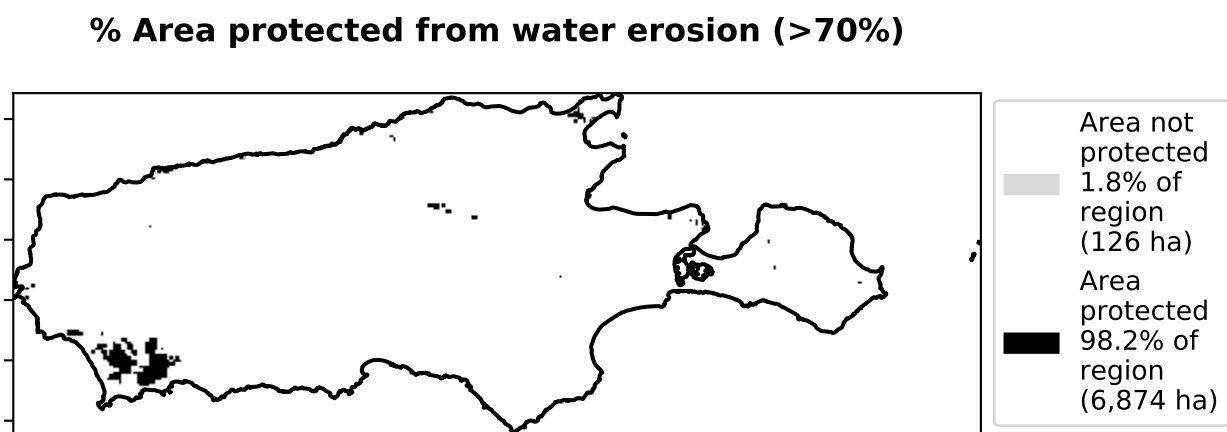 % Area protected from water erosion (>70%)
Area not
protected
1.8% of
region
(126 ha)
Area
protected
98.2% of
region
(6,874 ha)